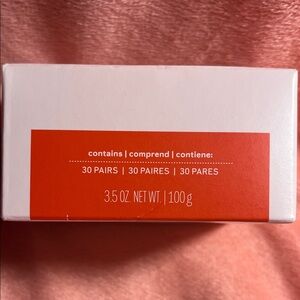 contains | comprend | contiene:
30 PAIRS | 30 PAIRES | 30 PARES
3.5 OZ. NET WT. | 100 g